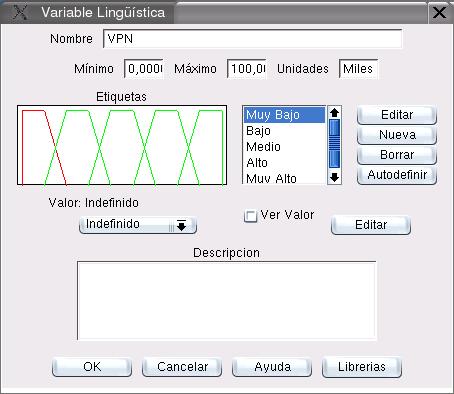 Variable Lingüística
Nombre VPN
Mínimo 0,000 Máximo 100,0 Unidades Miles
Etiquetas
Muy Bajo
Bajo
Medio
Alto
Muy Alto
Editar
Nueva
Borrar
Autodefinir
Valor: Indefinido
Indefinido
Ver Valor
Editar
Descripcion
OK Cancelar Ayuda Librerias